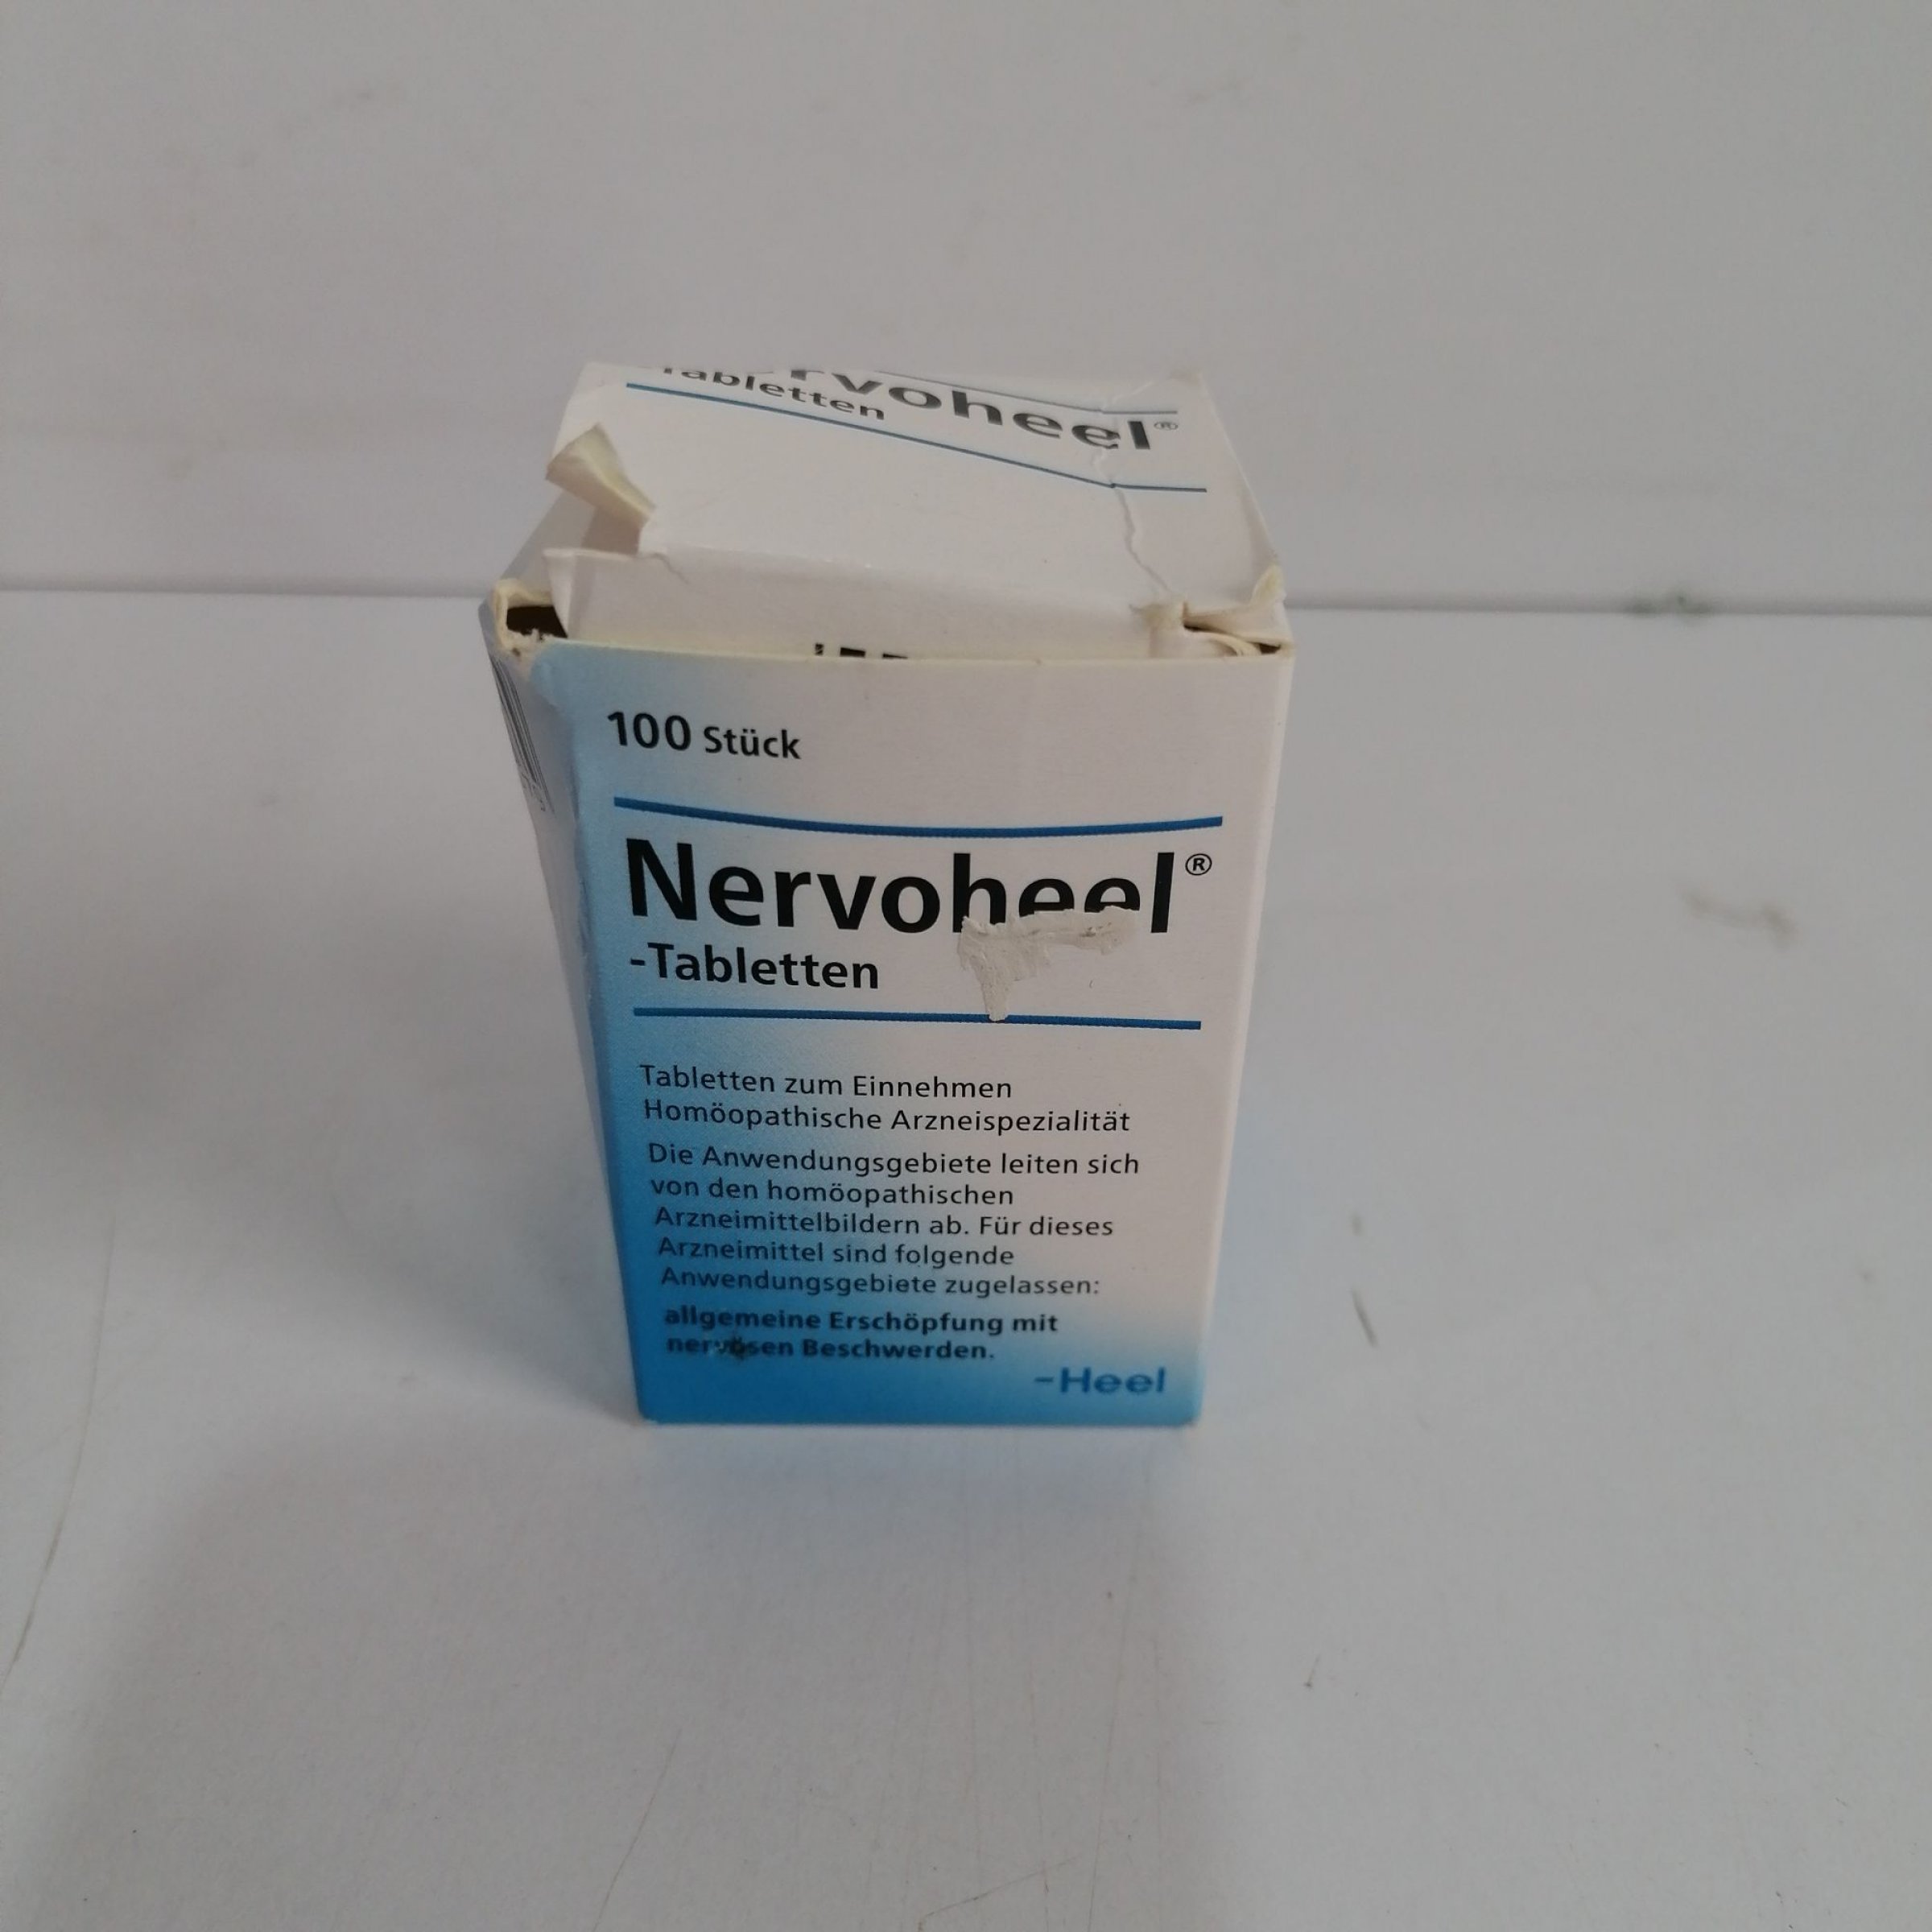 Nervoheel®
Tabletten
100 Stück
Nervoheel®
-Tabletten
Tabletten zum Einnehmen
Homöopathische Arzneispezialität
Die Anwendungsgebiete leiten sich
von den homöopathischen
Arzneimittelbildern ab. Für dieses
Arzneimittel sind folgende
Anwendungsgebiete zugelassen:
allgemeine Erschöpfung mit
nervösen Beschwerden.
-Heel